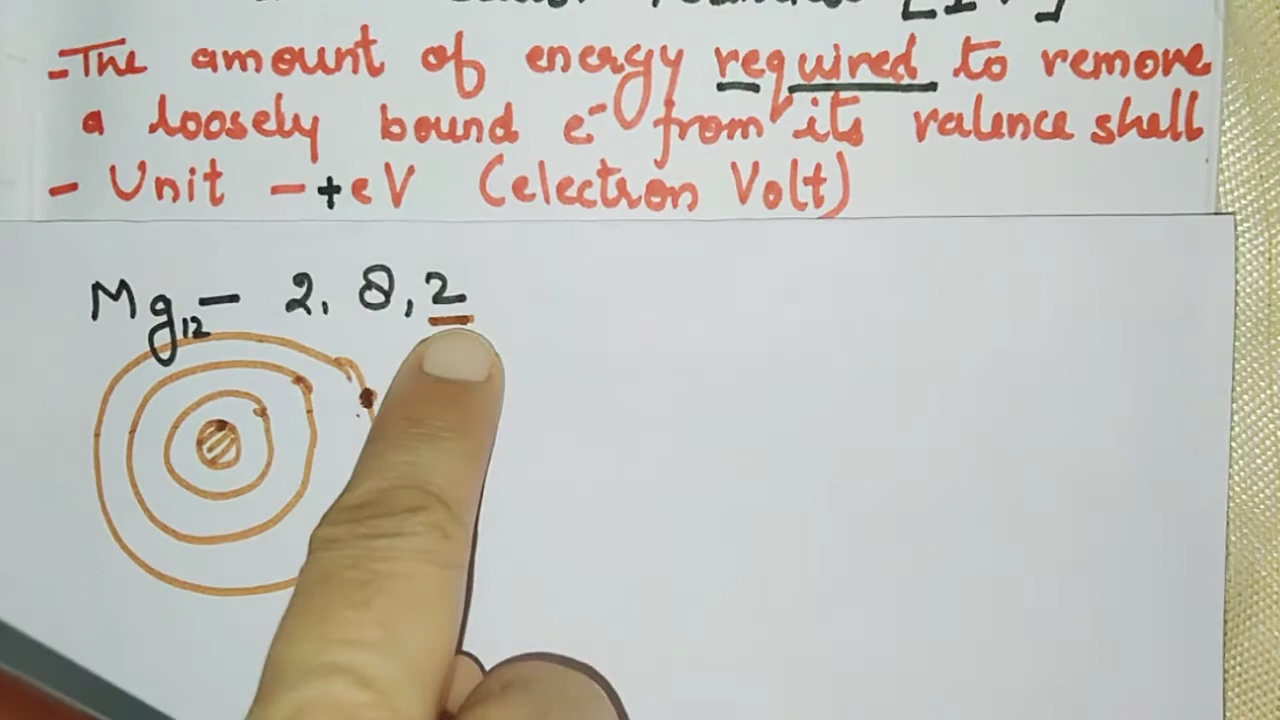 -The amount of energy required to remove
a loosely bound e⁻ from its valence shell
- Unit - +eV (electron Volt)
Mg₁₂ - 2, 8, 2